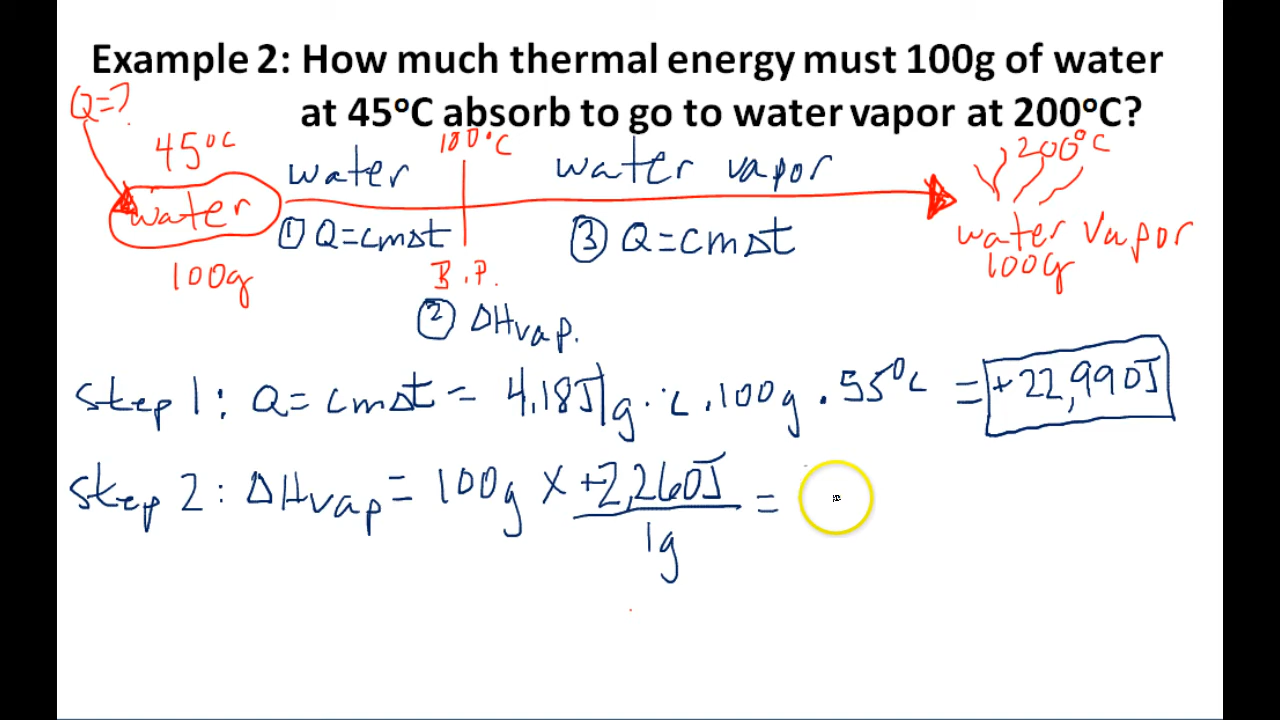 Example 2: How much thermal energy must 100g of water
at 45°C absorb to go to water vapor at 200°C?
Q=?
45°C
water
100g
water
100°C
water vapor
① Q=cmΔt
B.P.
③ Q=cmΔt
② ΔHvap.
200°C
water vapor
100g
Step 1: Q=cmΔt = 4.18J/g·°C·100g·55°C = +22,990J
Step 2: ΔHvap = 100g x +2,260J = 
1g